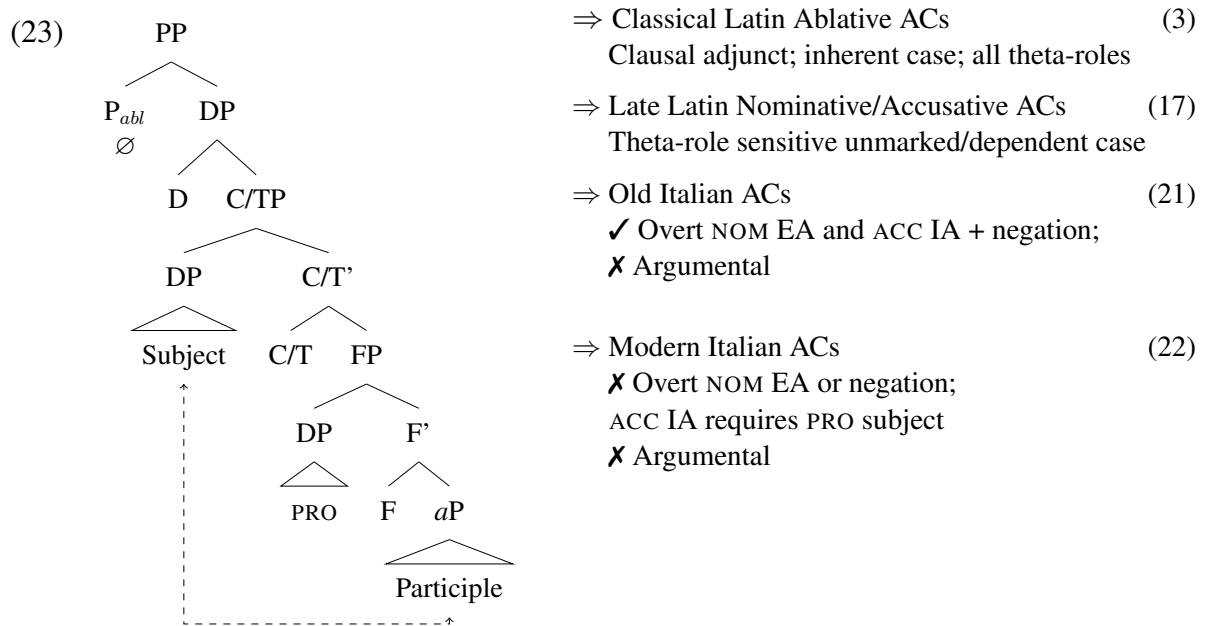 (23)
PP
P_abl DP
∅
D C/TP
DP C/T’
Subject C/T FP
DP F’
PRO F aP
Participle
⇒ Classical Latin Ablative ACs (3)
Clausal adjunct; inherent case; all theta-roles
⇒ Late Latin Nominative/Accusative ACs (17)
Theta-role sensitive unmarked/dependent case
⇒ Old Italian ACs (21)
✓ Overt NOM EA and ACC IA + negation;
✗ Argumental
⇒ Modern Italian ACs (22)
✗ Overt NOM EA or negation;
ACC IA requires PRO subject
✗ Argumental